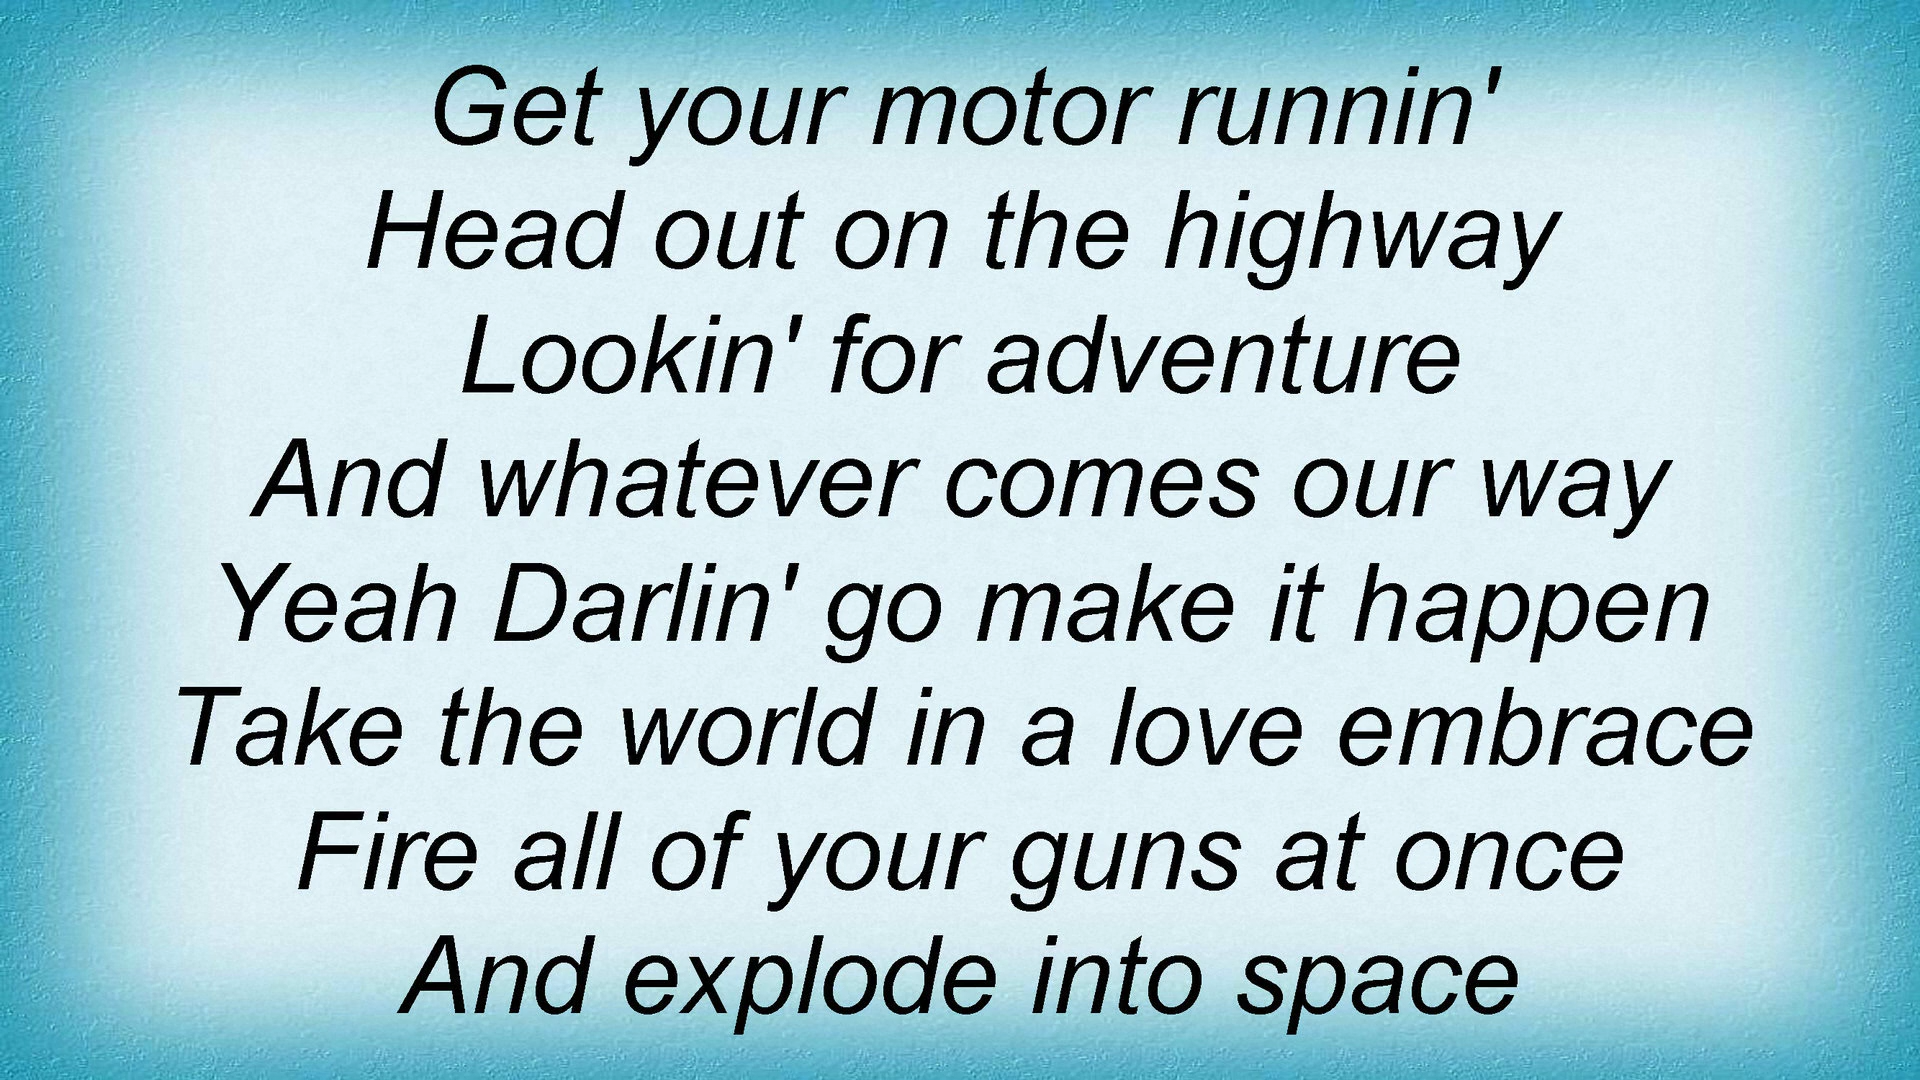 Get your motor runnin'
Head out on the highway
Lookin' for adventure
And whatever comes our way
Yeah Darlin' go make it happen
Take the world in a love embrace
Fire all of your guns at once
And explode into space